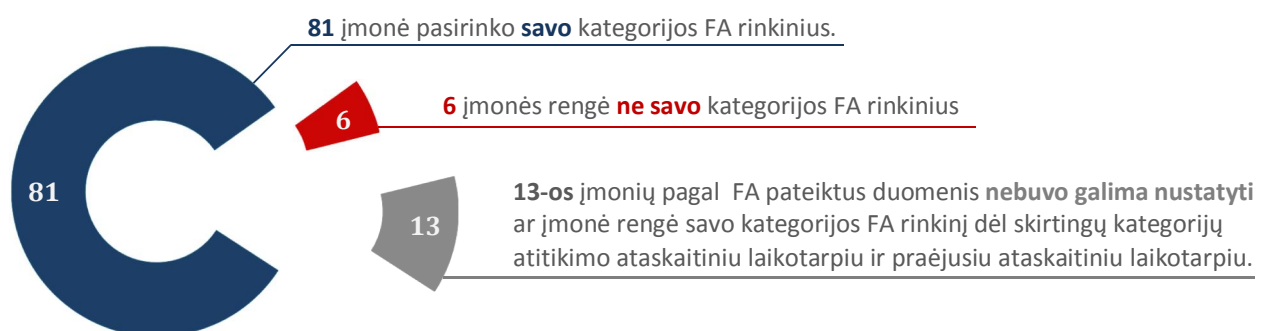 81 įmonė pasirinko savo kategorijos FA rinkinius.
6 įmonės rengė ne savo kategorijos FA rinkinius
6
81
13
13-os įmonių pagal FA pateiktus duomenis nebuvo galima nustatyti
ar įmonė rengė savo kategorijos FA rinkinį dėl skirtingų kategorijų
atitikimo ataskaitiniu laikotarpiu ir praėjusiu ataskaitiniu laikotarpiu.